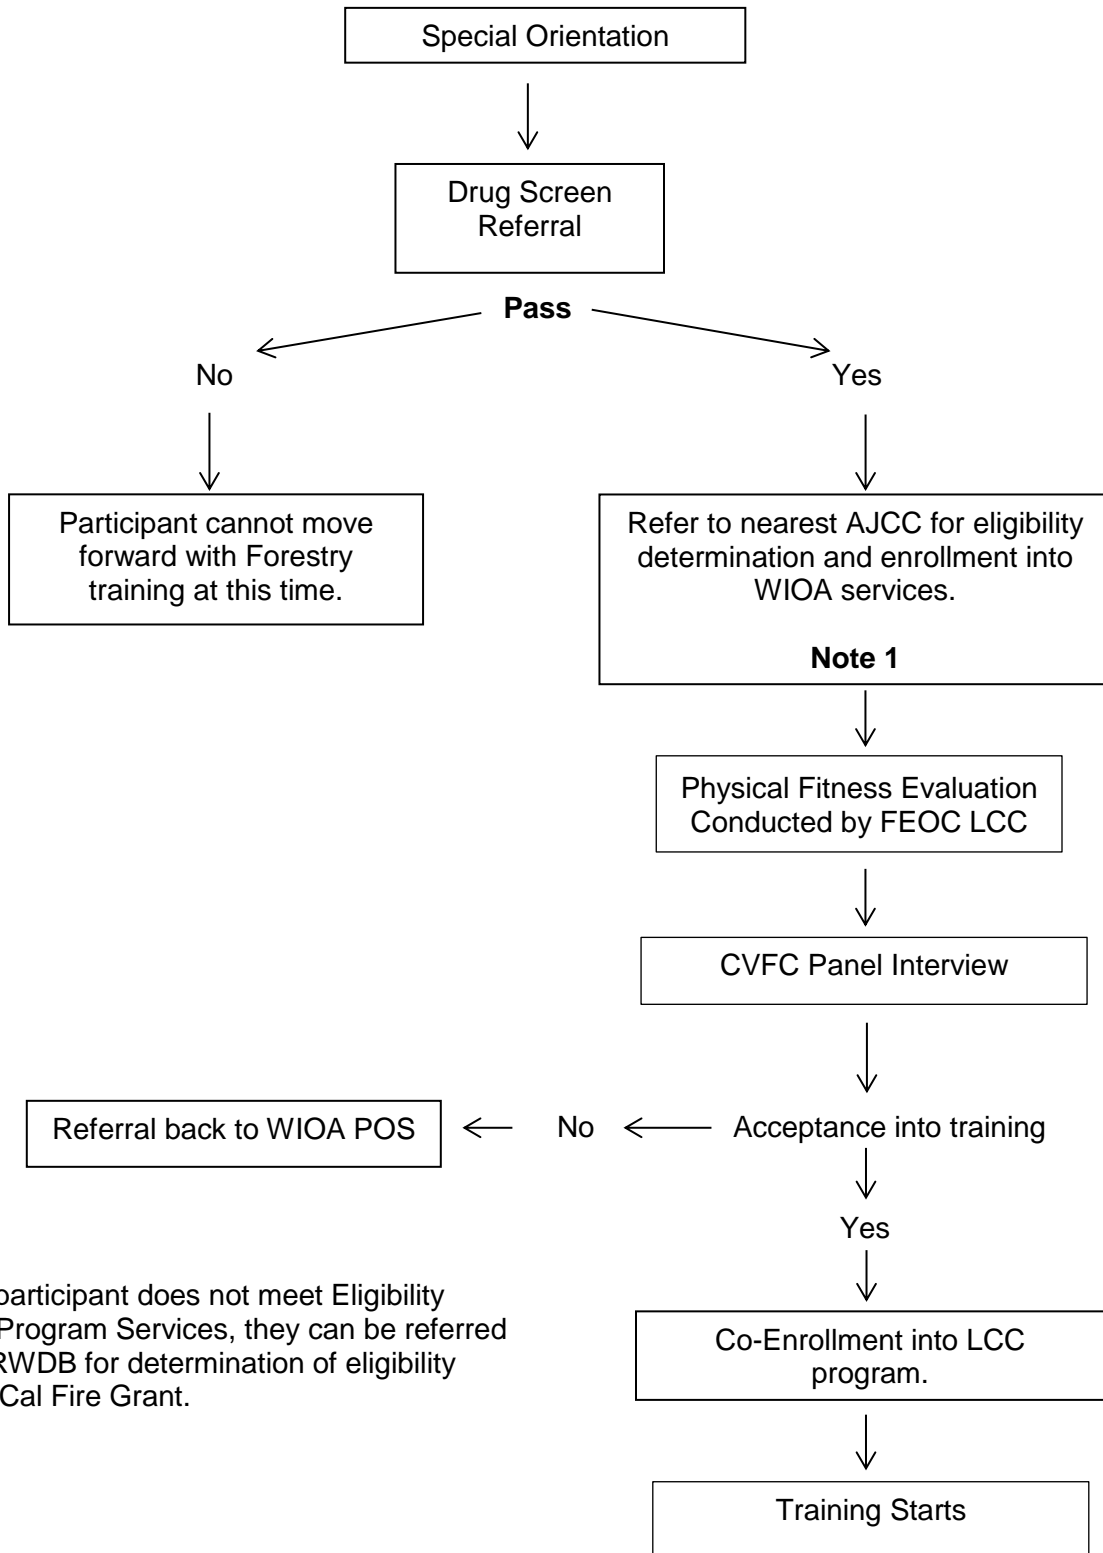 Special Orientation
Drug Screen
Referral
Pass
No
Yes
Participant cannot move
forward with Forestry
training at this time.
Refer to nearest AJCC for eligibility
determination and enrollment into
WIOA services.
Note 1
Physical Fitness Evaluation
Conducted by FEOC LCC
CVFC Panel Interview
Acceptance into training
No
Referral back to WIOA POS
Yes
participant does not meet Eligibility
Program Services, they can be referred
RWDB for determination of eligibility
Cal Fire Grant.
Co-Enrollment into LCC
program.
Training Starts